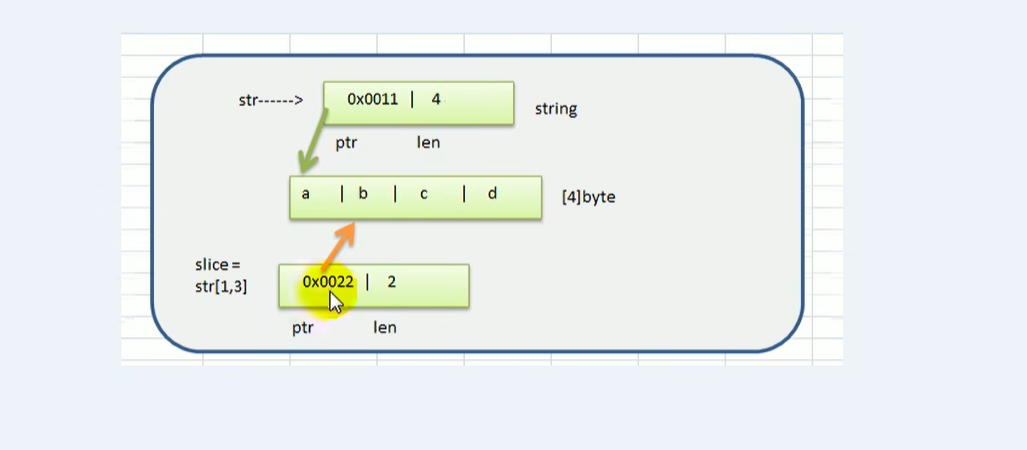 str------> 0x0011 | 4 string
ptr len
a | b | c | d [4]byte
slice =
str[1,3] 0x0022 | 2
ptr len